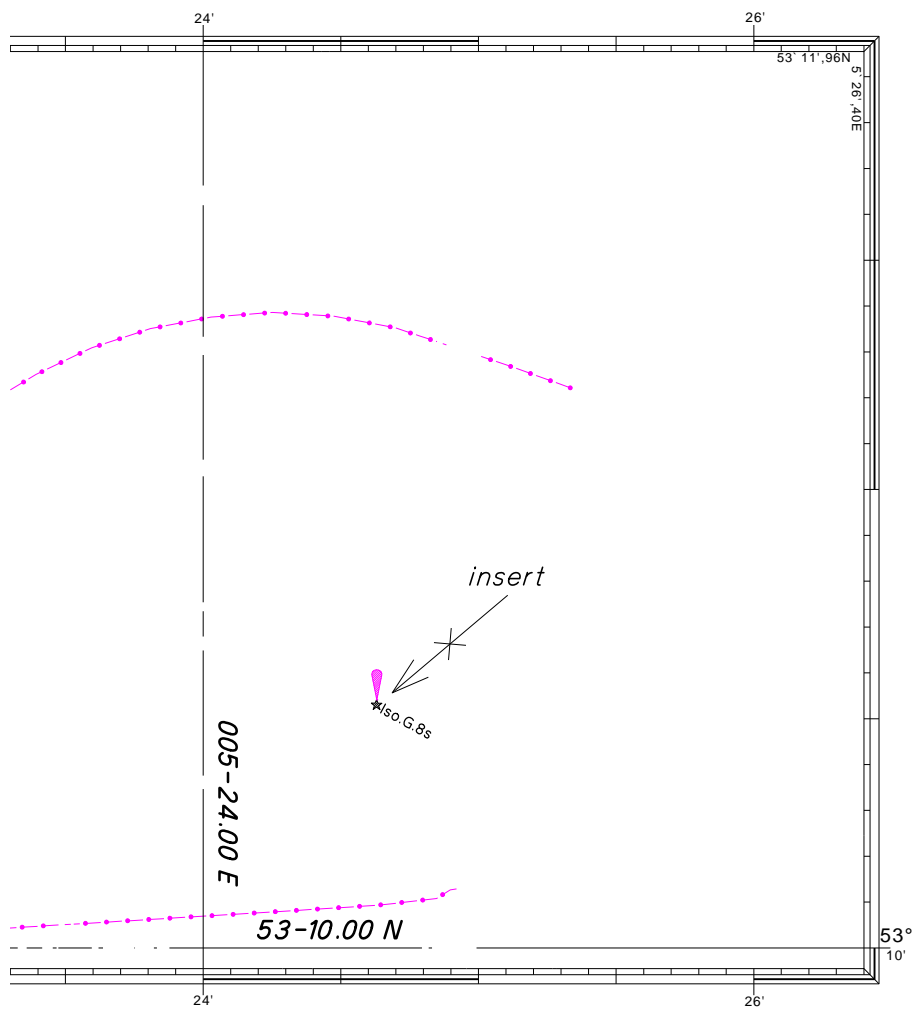 24'
26'
53° 11',96N
5° 26',40E
insert
Iso.G.8s
005-24.00 E
53-10.00 N
53°
10'
24'
26'